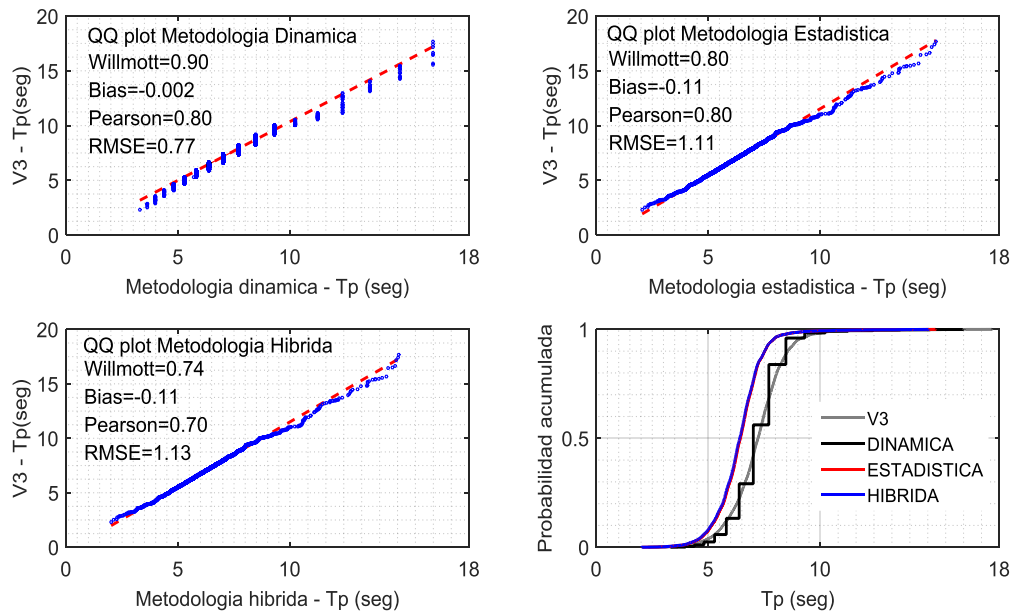 20
15
10
5
0
V3 - Tp(seg)
QQ plot Metodologia Dinamica
Willmott=0.90
Bias=-0.002
Pearson=0.80
RMSE=0.77
0
5
10
18
Metodologia dinamica - Tp (seg)
20
15
10
5
0
V3 - Tp(seg)
QQ plot Metodologia Estadistica
Willmott=0.80
Bias=-0.11
Pearson=0.80
RMSE=1.11
0
5
10
18
Metodologia estadistica - Tp (seg)
20
15
10
5
0
V3 - Tp(seg)
QQ plot Metodologia Hibrida
Willmott=0.74
Bias=-0.11
Pearson=0.70
RMSE=1.13
0
5
10
18
Metodologia hibrida - Tp (seg)
1
0.5
0
Probabilidad acumulada
V3
DINAMICA
ESTADISTICA
HIBRIDA
0
5
10
18
Tp (seg)